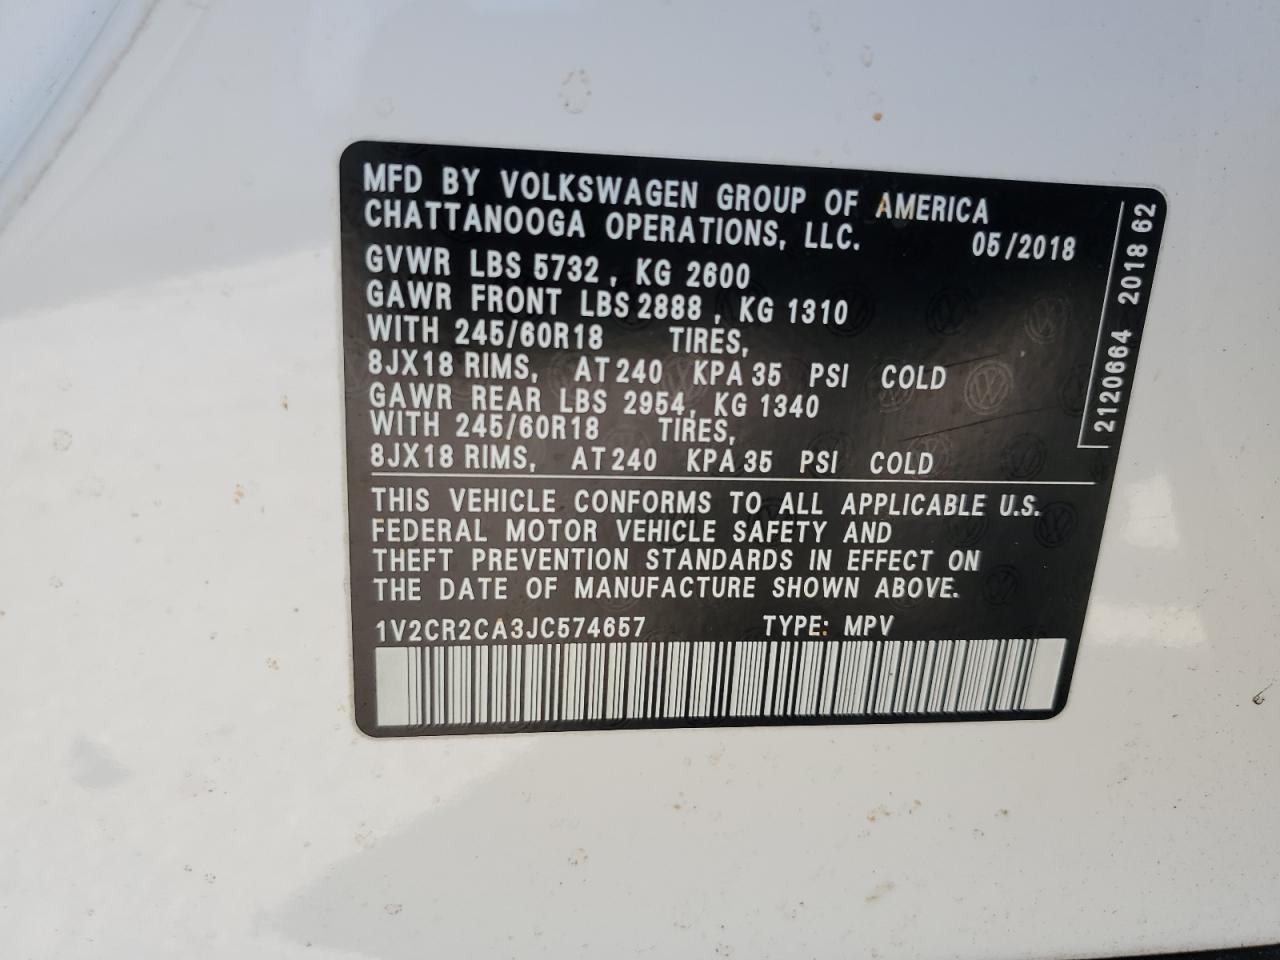 MFD BY VOLKSWAGEN GROUP OF AMERICA
CHATTANOOGA OPERATIONS, LLC. 05/2018
GVWR LBS 5732, KG 2600
GAWR FRONT LBS 2888, KG 1310
WITH 245/60R18 TIRES,
8JX18 RIMS, AT 240 KPA 35 PSI COLD
GAWR REAR LBS 2954, KG 1340
WITH 245/60R18 TIRES,
8JX18 RIMS, AT 240 KPA 35 PSI COLD
THIS VEHICLE CONFORMS TO ALL APPLICABLE U.S.
FEDERAL MOTOR VEHICLE SAFETY AND
THEFT PREVENTION STANDARDS IN EFFECT ON
THE DATE OF MANUFACTURE SHOWN ABOVE.
1V2CR2CA3JC574657 TYPE: MPV
2120664 2018 62